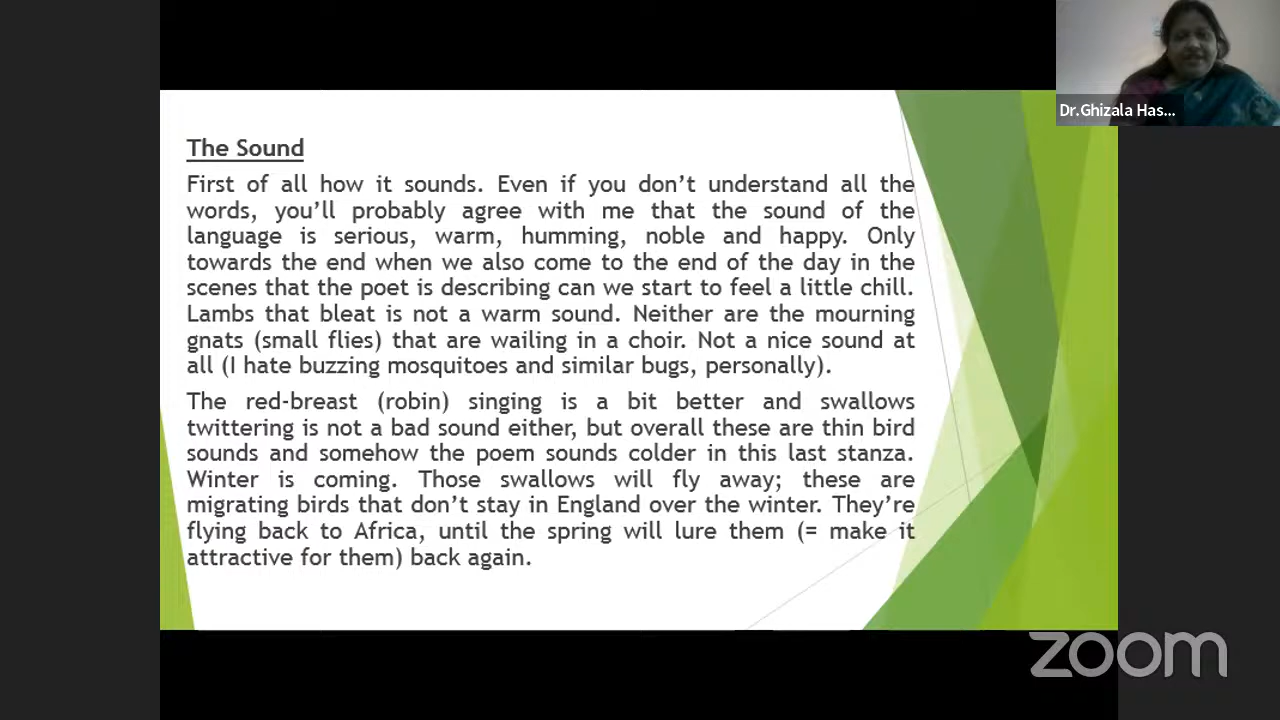 Dr.Ghizala Has...
The Sound
First of all how it sounds. Even if you don’t understand all the
words, you’ll probably agree with me that the sound of the
language is serious, warm, humming, noble and happy. Only
towards the end when we also come to the end of the day in the
scenes that the poet is describing can we start to feel a little chill.
Lambs that bleat is not a warm sound. Neither are the mourning
gnats (small flies) that are wailing in a choir. Not a nice sound at
all (I hate buzzing mosquitoes and similar bugs, personally).
The red-breast (robin) singing is a bit better and swallows
twittering is not a bad sound either, but overall these are thin bird
sounds and somehow the poem sounds colder in this last stanza.
Winter is coming. Those swallows will fly away; these are
migrating birds that don’t stay in England over the winter. They’re
flying back to Africa, until the spring will lure them (= make it
attractive for them) back again.
zoom